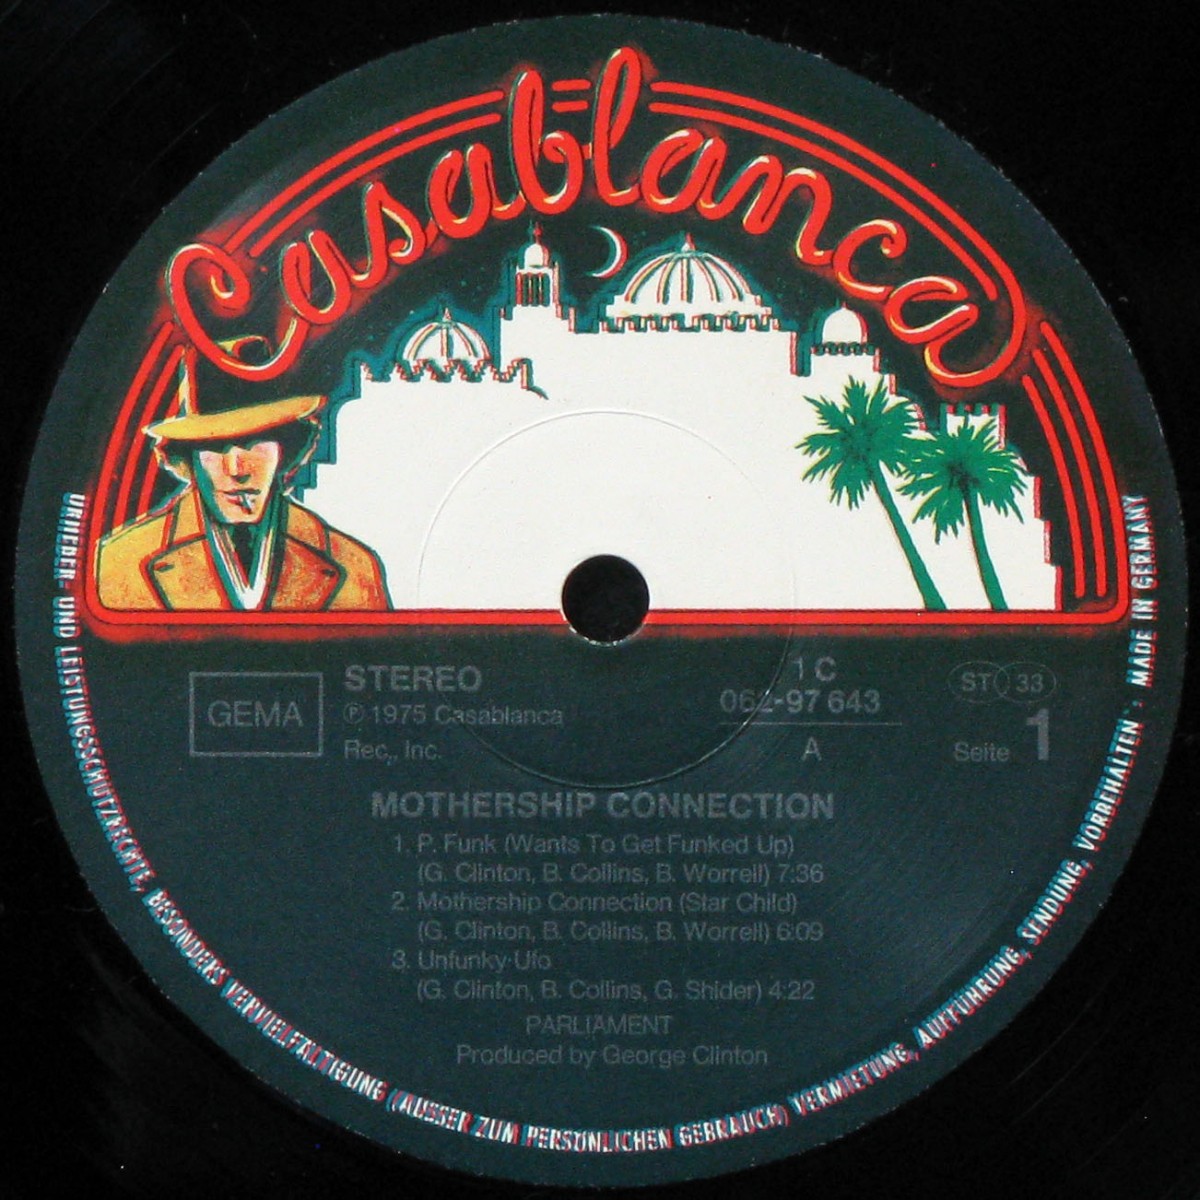 Casablanca
GEMA
STEREO
℗ 1975 Casablanca
Rec., Inc.
1 C
062-97 643
A
ST 33
Seite 1
MOTHERSHIP CONNECTION
1. P. Funk (Wants To Get Funked Up)
(G. Clinton, B. Collins, B. Worrell) 7:36
2. Mothership Connection (Star Child)
(G. Clinton, B. Collins, B. Worrell) 6:09
3. Unfunky Ufo
(G. Clinton, B. Collins, G. Shider) 4:22
PARLIAMENT
Produced by George Clinton
URHEBER- UND LEISTUNGSSCHUTZRECHTE, BESONDERS VERVIELFÄLTIGUNG (AUSSER ZUM PERSÖNLICHEN GEBRAUCH) VERMIETUNG, AUFFÜHRUNG, SENDUNG, VORBEHALTEN ; MADE IN GERMANY